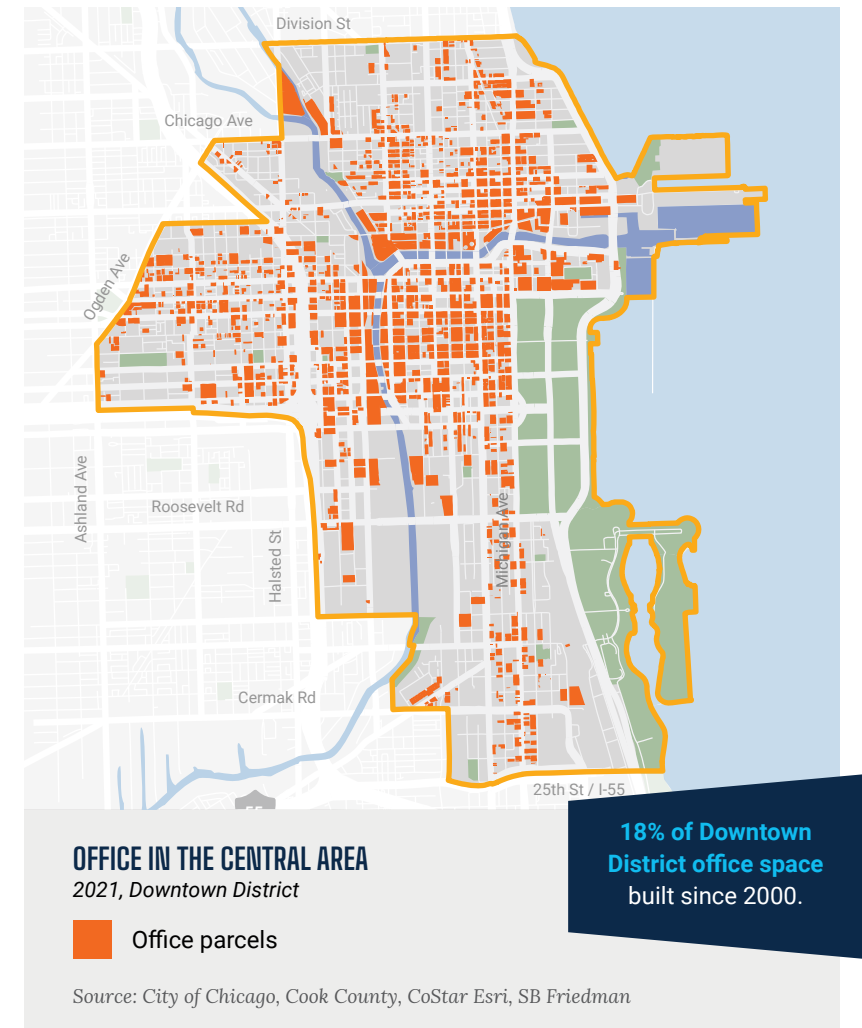 Division St
Chicago Ave
Ogden Ave
Ashland Ave
Roosevelt Rd
Halsted St
Michigan Ave
Cermak Rd
25th St / I-55
55
OFFICE IN THE CENTRAL AREA
2021, Downtown District
Office parcels
18% of Downtown
District office space
built since 2000.
Source: City of Chicago, Cook County, CoStar Esri, SB Friedman